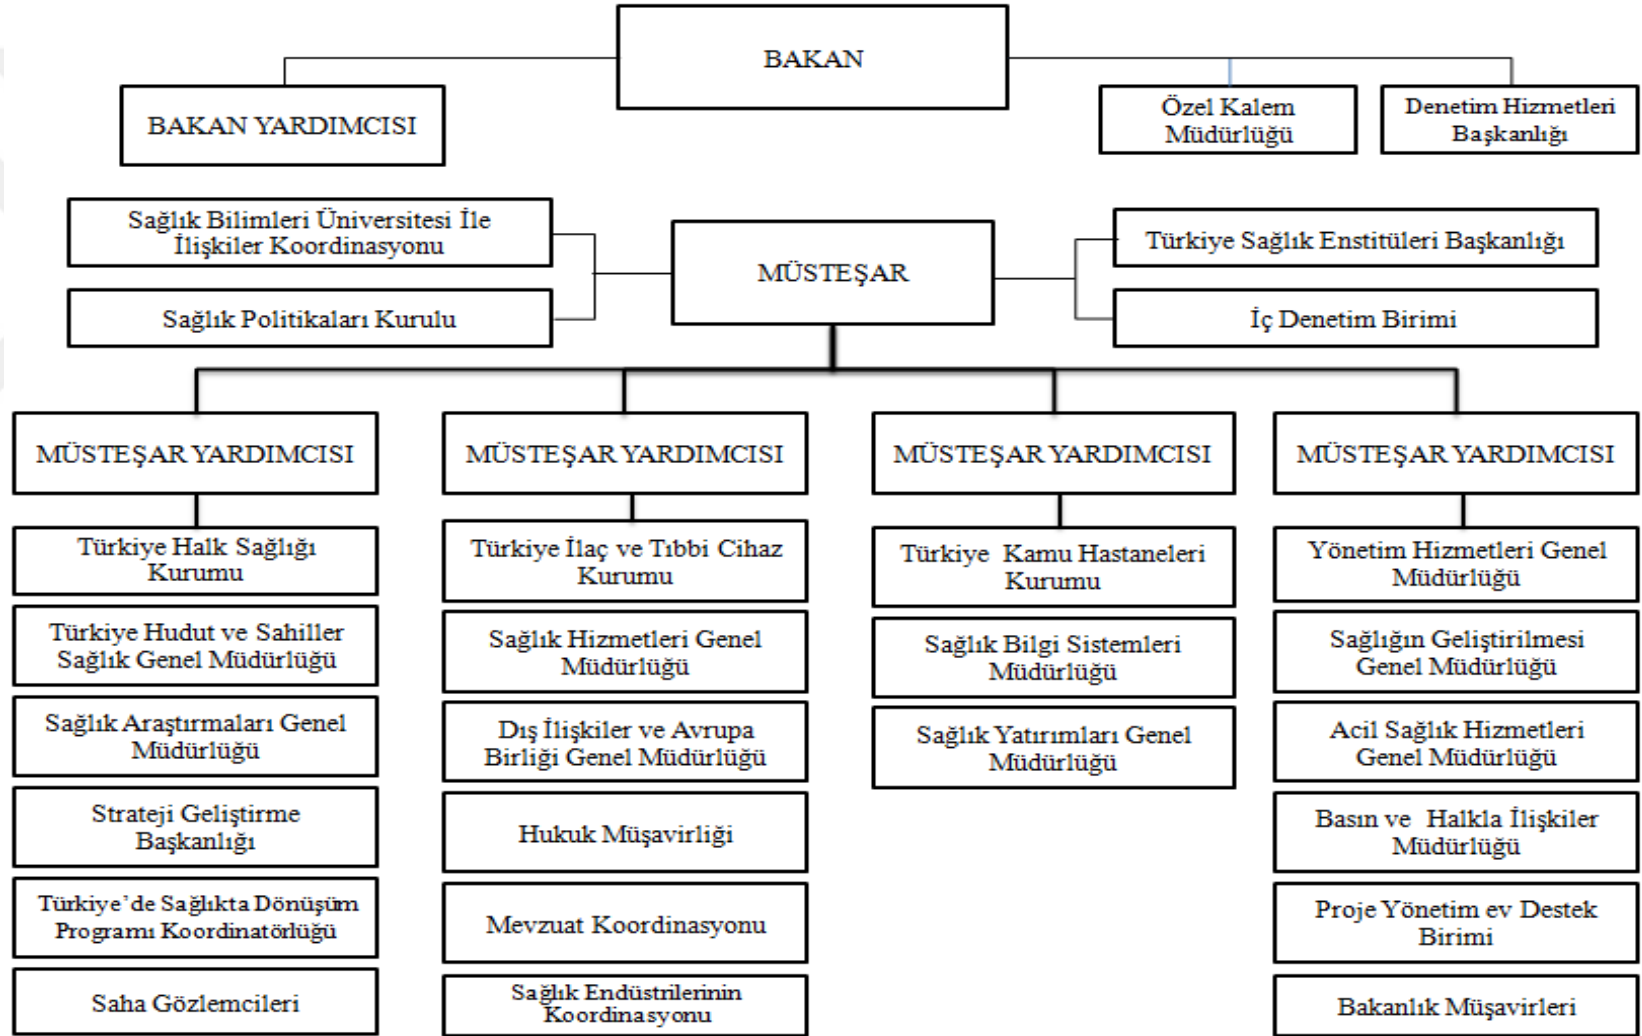 BAKAN
BAKAN YARDIMCISI
Özel Kalem
Müdürlüğü
Denetim Hizmetleri
Başkanlığı
Sağlık Bilimleri Üniversitesi İle
İlişkiler Koordinasyonu
Sağlık Politikaları Kurulu
MÜSTEŞAR
Türkiye Sağlık Enstitüleri Başkanlığı
İç Denetim Birimi
MÜSTEŞAR YARDIMCISI
Türkiye Halk Sağlığı
Kurumu
Türkiye Hudut ve Sahiller
Sağlık Genel Müdürlüğü
Sağlık Araştırmaları Genel
Müdürlüğü
Strateji Geliştirme
Başkanlığı
Türkiye'de Sağlıkta Dönüşüm
Programı Koordinatörlüğü
Saha Gözlemcileri
MÜSTEŞAR YARDIMCISI
Türkiye İlaç ve Tıbbi Cihaz
Kurumu
Sağlık Hizmetleri Genel
Müdürlüğü
Dış İlişkiler ve Avrupa
Birliği Genel Müdürlüğü
Hukuk Müşavirliği
Mevzuat Koordinasyonu
Sağlık Endüstrilerinin
Koordinasyonu
MÜSTEŞAR YARDIMCISI
Türkiye Kamu Hastaneleri
Kurumu
Sağlık Bilgi Sistemleri
Müdürlüğü
Sağlık Yatırımları Genel
Müdürlüğü
MÜSTEŞAR YARDIMCISI
Yönetim Hizmetleri Genel
Müdürlüğü
Sağlığın Geliştirilmesi
Genel Müdürlüğü
Acil Sağlık Hizmetleri
Genel Müdürlüğü
Basın ve Halkla İlişkiler
Müdürlüğü
Proje Yönetim ev Destek
Birimi
Bakanlık Müşavirleri